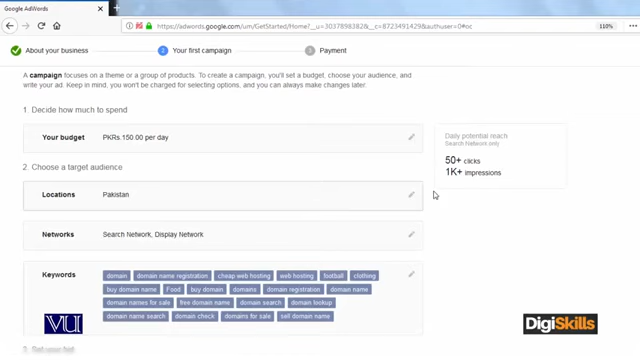 Google AdWords
https://adwords.google.com/um/GetStarted/Home?__u=3037898382&__c=8723491429&authuser=0#oc
110%
About your business
2
Your first campaign
3
Payment
A campaign focuses on a theme or a group of products. To create a campaign, you'll set a budget, choose your audience, and
write your ad. Keep in mind, you won't be charged for selecting options, and you can always make changes later.
1. Decide how much to spend
Your budget
PKRs.150.00 per day
Daily potential reach
Search Network only
50+ clicks
1K+ impressions
2. Choose a target audience
Locations
Pakistan
Networks
Search Network, Display Network
Keywords
domain domain name registration cheap web hosting web hosting football clothing
buy domain name Food buy domain domains domain registration domain name
domain names for sale free domain name domain search domain lookup
domain name search domain check domains for sale sell domain name
VU
DigiSkills